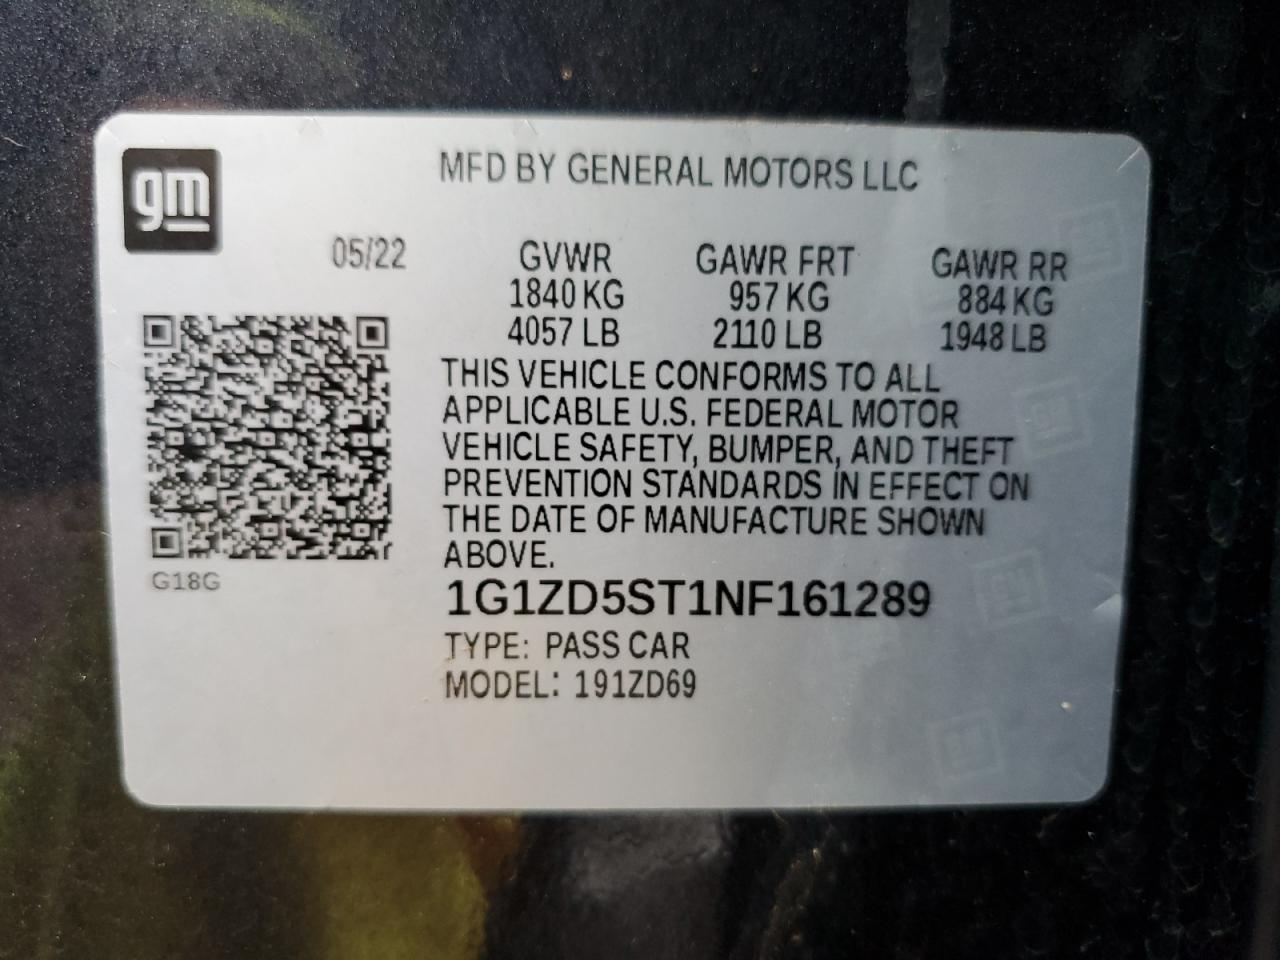 gm
MFD BY GENERAL MOTORS LLC
05/22 GVWR GAWR FRT GAWR RR
1840 KG 957 KG 884 KG
4057 LB 2110 LB 1948 LB
THIS VEHICLE CONFORMS TO ALL
APPLICABLE U.S. FEDERAL MOTOR
VEHICLE SAFETY, BUMPER, AND THEFT
PREVENTION STANDARDS IN EFFECT ON
THE DATE OF MANUFACTURE SHOWN
ABOVE.
G18G
1G1ZD5ST1NF161289
TYPE: PASS CAR
MODEL: 191ZD69